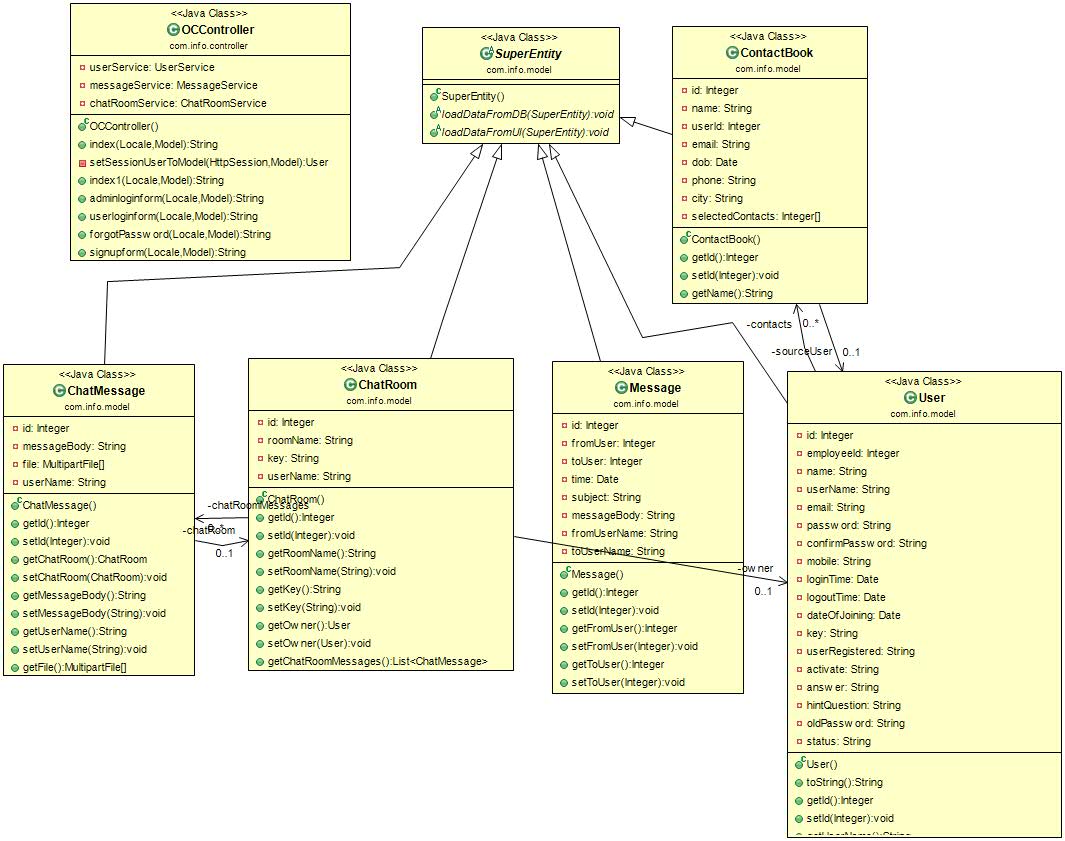 <<Java Class>>
OCController
com.info.controller
userService: UserService
messageService: MessageService
chatRoomService: ChatRoomService
OCController()
index(Locale,Model):String
setSessionUserToModel(HttpSession,Model):User
index1(Locale,Model):String
adminloginform(Locale,Model):String
userloginform(Locale,Model):String
forgotPassword(Locale,Model):String
signupform(Locale,Model):String
<<Java Class>>
SuperEntity
com.info.model
SuperEntity()
loadDataFromDB(SuperEntity):void
loadDataFromUI(SuperEntity):void
<<Java Class>>
ContactBook
com.info.model
id: Integer
name: String
userId: Integer
email: String
dob: Date
phone: String
city: String
selectedContacts: Integer[]
ContactBook()
getId():Integer
setId(Integer):void
getName():String
-contacts 0..*
-sourceUser 0..1
<<Java Class>>
ChatMessage
com.info.model
id: Integer
messageBody: String
file: MultipartFile[]
userName: String
ChatMessage()
getId():Integer
setId(Integer):void
getChatRoom():ChatRoom
setChatRoom(ChatRoom):void
getMessageBody():String
setMessageBody(String):void
getUserName():String
setUserName(String):void
getFile():MultipartFile[]
-chatRoomMessages
0..*
-chatRoom
0..1
<<Java Class>>
ChatRoom
com.info.model
id: Integer
roomName: String
key: String
userName: String
ChatRoom()
getId():Integer
setId(Integer):void
getRoomName():String
setRoomName(String):void
getKey():String
setKey(String):void
getOwner():User
setOwner(User):void
getChatRoomMessages():List<ChatMessage>
<<Java Class>>
Message
com.info.model
id: Integer
fromUser: Integer
toUser: Integer
time: Date
subject: String
messageBody: String
fromUserName: String
toUserName: String
Message()
getId():Integer
setId(Integer):void
getFromUser():Integer
setFromUser(Integer):void
getToUser():Integer
setToUser(Integer):void
-owner
0..1
<<Java Class>>
User
com.info.model
id: Integer
employeeId: Integer
name: String
userName: String
email: String
password: String
confirmPassword: String
mobile: String
loginTime: Date
logoutTime: Date
dateOfJoining: Date
key: String
userRegistered: String
activate: String
answer: String
hintQuestion: String
oldPassword: String
status: String
User()
toString():String
getId():Integer
setId(Integer):void